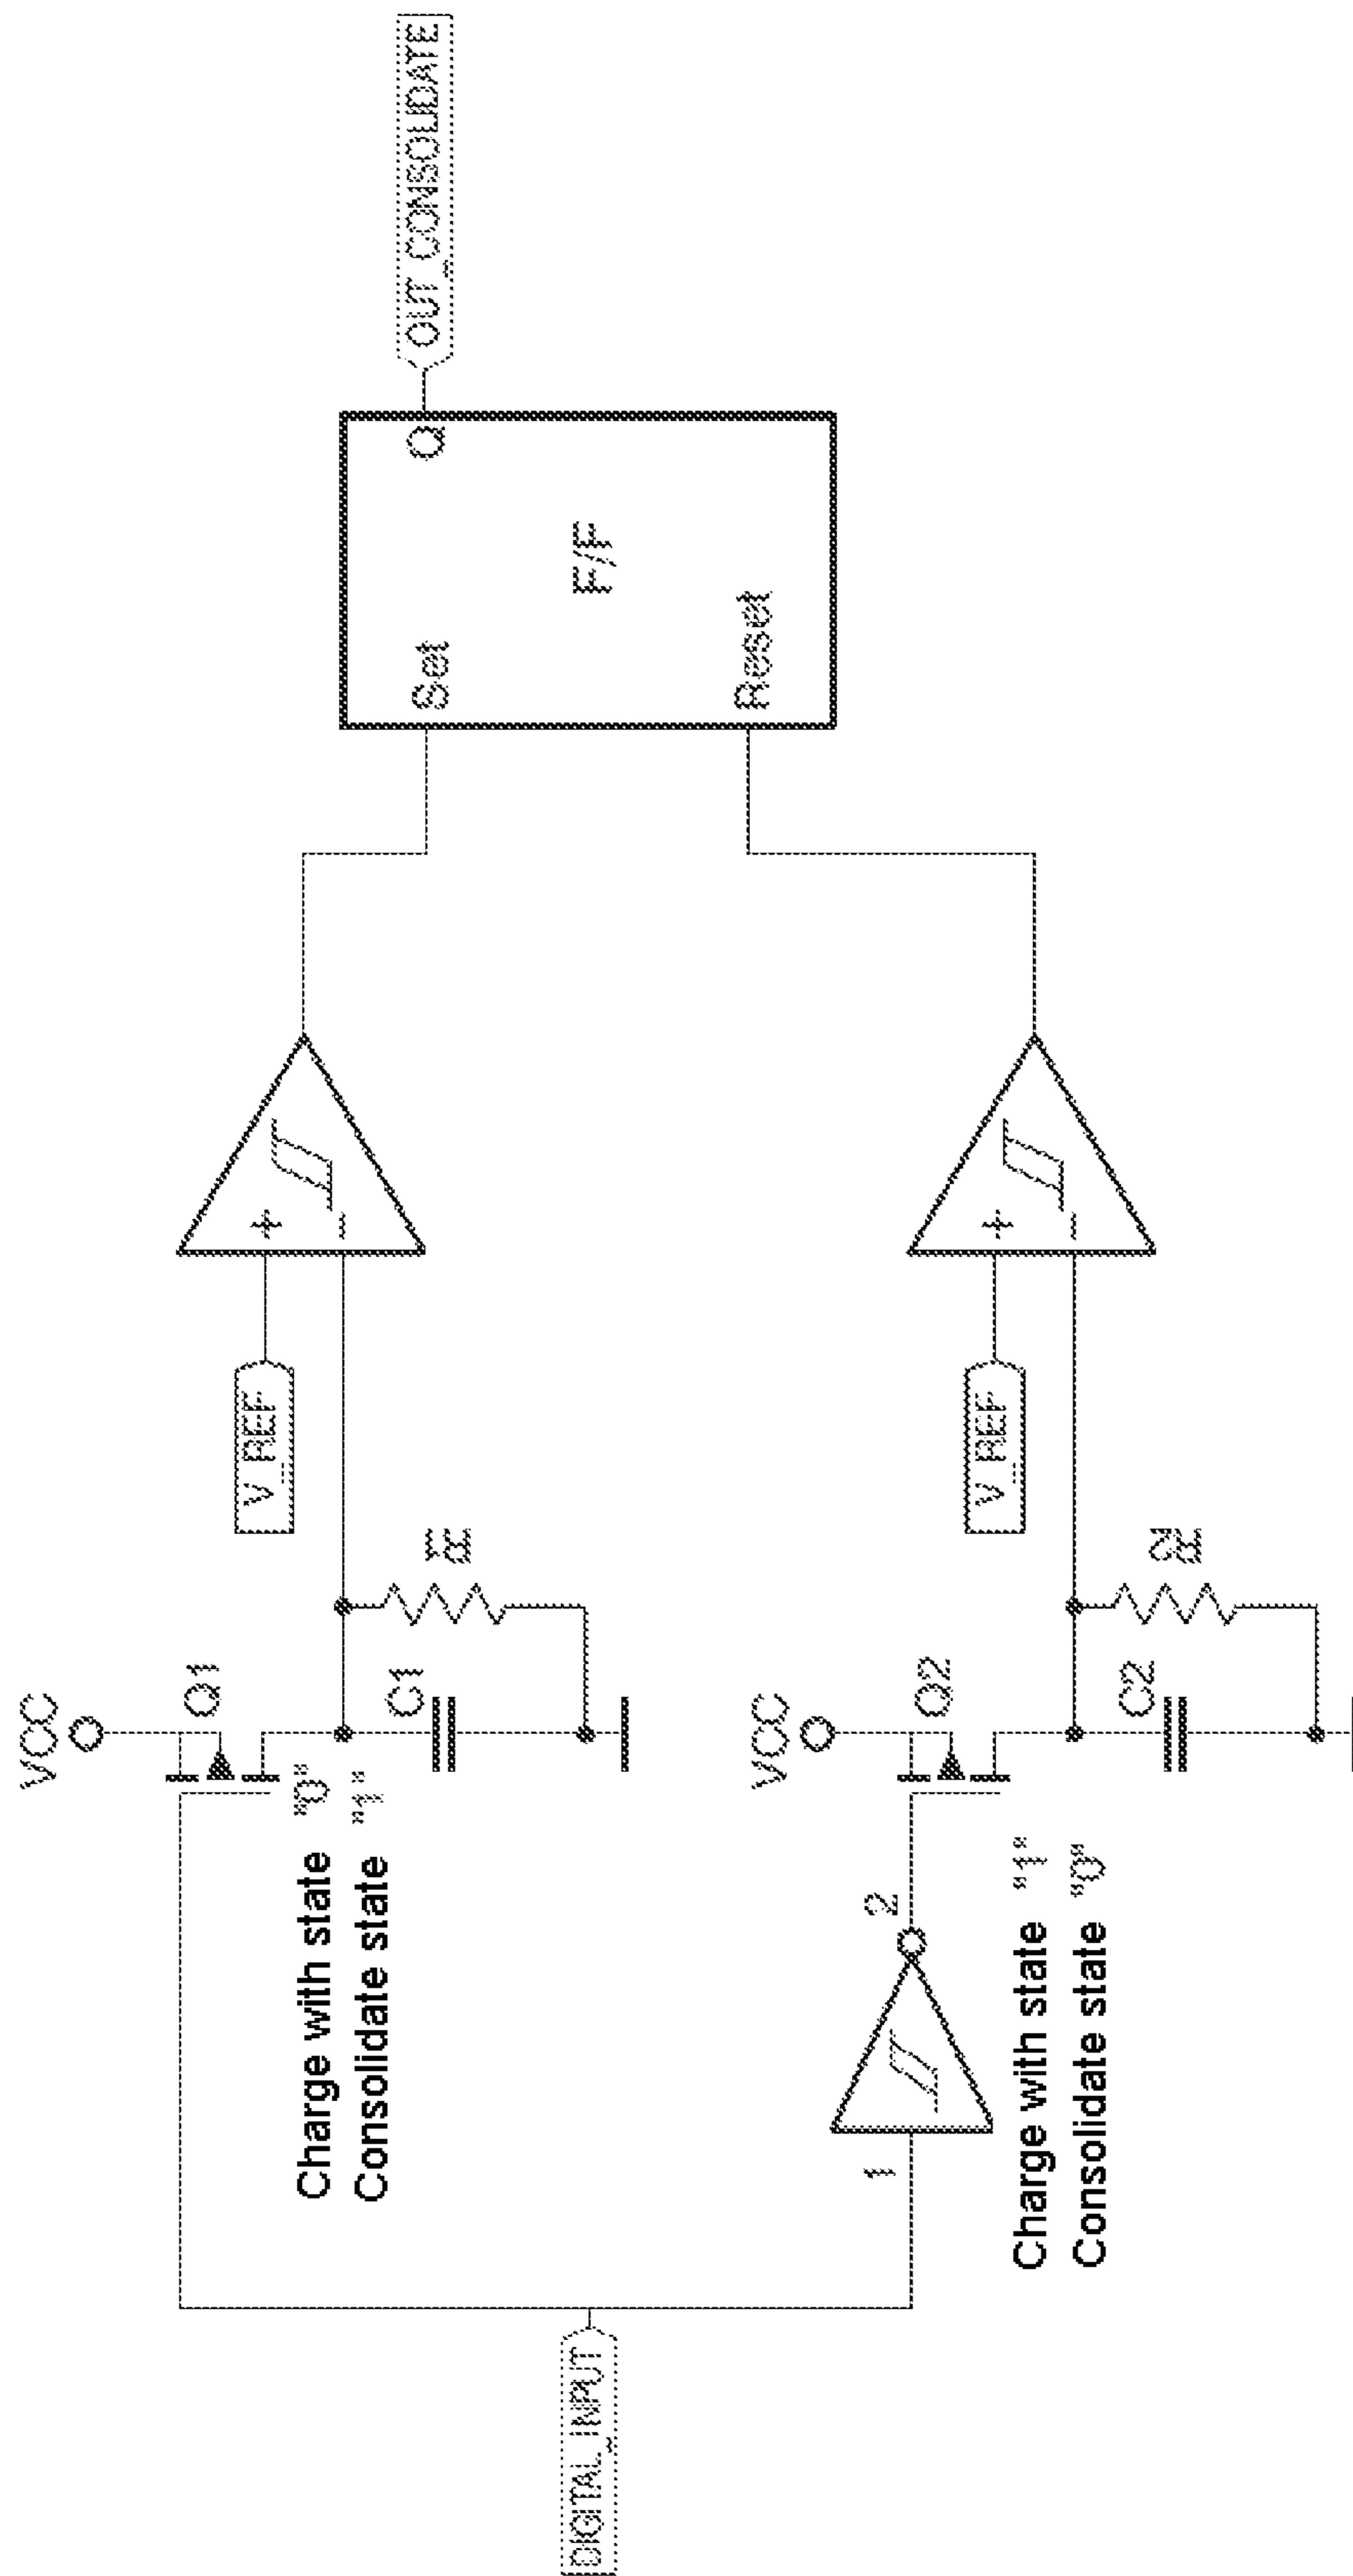 VCC
Q1
"0"
"1"
Charge with state
Consolidate state
C1
R1
V_REF
+
-
Set
Q
F/F
Reset
OUT_CONSOLIDATE
DIGITAL_INPUT
1
2
VCC
Q2
Charge with state "1"
Consolidate state "0"
C2
R2
V_REF
+
-